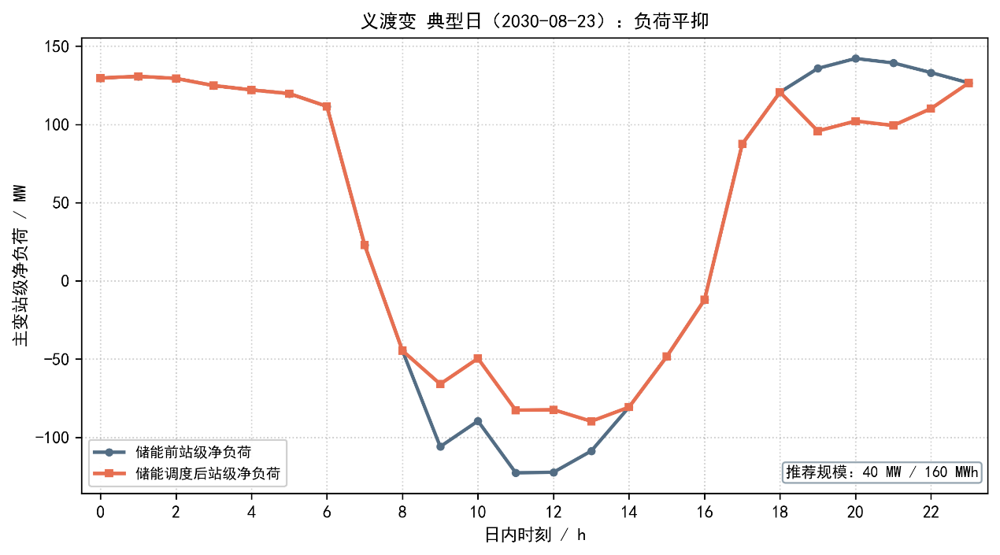 义渡变 典型日（2030-08-23）：负荷平抑
主变站级净负荷 / MW
150
100
50
0
−50
−100
储能前站级净负荷
储能调度后站级净负荷
推荐规模：40 MW / 160 MWh
0 2 4 6 8 10 12 14 16 18 20 22
日内时刻 / h